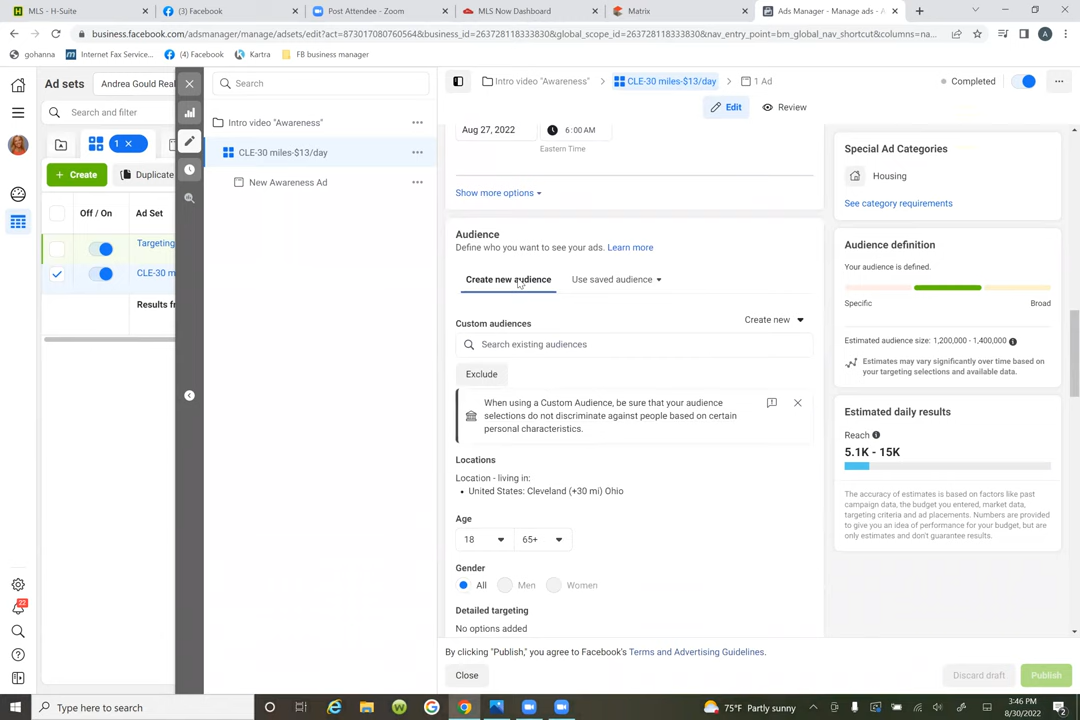 MLS - H-Suite
(3) Facebook
Post Attendee - Zoom
MLS Now Dashboard
Matrix
Ads Manager - Manage ads - A
business.facebook.com/adsmanager/manage/adsets/edit?act=873017080760564&business_id=263728118333830&global_scope_id=263728118333830&nav_entry_point=bm_global_nav_shortcut&columns=na...
A
gohanna
Internet Fax Service...
(4) Facebook
Kartra
FB business manager
Ad sets
Andrea Gould Real
Search and filter
1
+ Create
Duplicate
Off / On
Ad Set
Targeting
CLE-30 m
Results fr
22
Search
Intro video "Awareness"
CLE-30 miles-$13/day
New Awareness Ad
Intro video "Awareness"
CLE-30 miles-$13/day
1 Ad
Completed
Edit
Review
Aug 27, 2022
6:00 AM
Eastern Time
Show more options
Audience
Define who you want to see your ads. Learn more
Create new audience
Use saved audience
Custom audiences
Create new
Search existing audiences
Exclude
When using a Custom Audience, be sure that your audience
selections do not discriminate against people based on certain
personal characteristics.
Locations
Location - living in:
• United States: Cleveland (+30 mi) Ohio
Age
18
65+
Gender
All
Men
Women
Detailed targeting
No options added
By clicking "Publish," you agree to Facebook's Terms and Advertising Guidelines.
Close
Discard draft
Publish
Special Ad Categories
Housing
See category requirements
Audience definition
Your audience is defined.
Specific
Broad
Estimated audience size: 1,200,000 - 1,400,000
Estimates may vary significantly over time based on
your targeting selections and available data.
Estimated daily results
Reach
5.1K - 15K
The accuracy of estimates is based on factors like past
campaign data, the budget you entered, market data,
targeting criteria and ad placements. Numbers are provided
to give you an idea of performance for your budget, but are
only estimates and don't guarantee results.
Type here to search
75°F Partly sunny
3:46 PM
8/30/2022
2